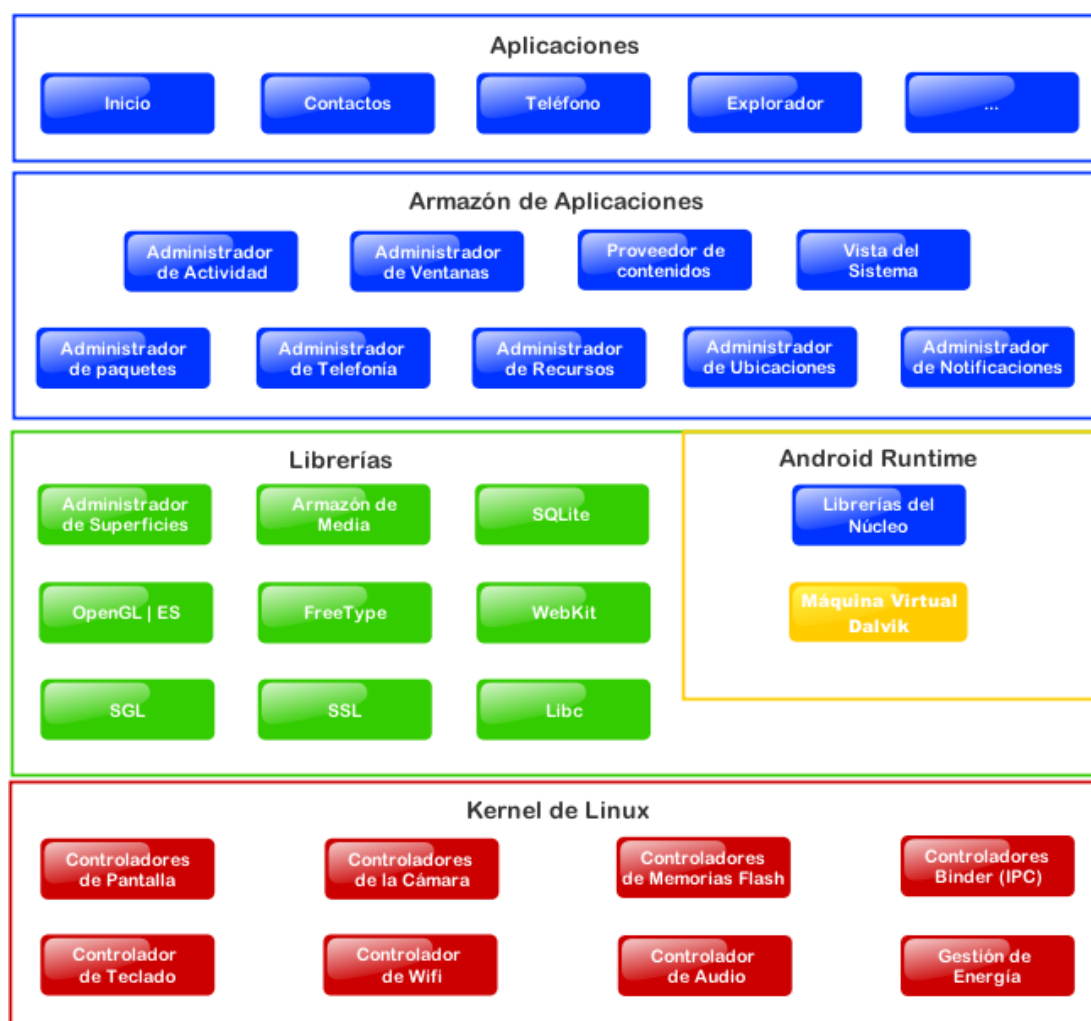 Aplicaciones
Inicio
Contactos
Teléfono
Explorador
...
Armazón de Aplicaciones
Administrador
de Actividad
Administrador
de Ventanas
Proveedor de
contenidos
Vista del
Sistema
Administrador
de paquetes
Administrador
de Telefonía
Administrador
de Recursos
Administrador
de Ubicaciones
Administrador
de Notificaciones
Librerías
Administrador
de Superficies
Armazón de
Media
SQLite
OpenGL | ES
FreeType
WebKit
SGL
SSL
Libc
Android Runtime
Librerías del
Núcleo
Máquina Virtual
Dalvik
Kernel de Linux
Controladores
de Pantalla
Controladores
de la Cámara
Controladores
de Memorias Flash
Controladores
Binder (IPC)
Controlador
de Teclado
Controlador
de Wifi
Controlador
de Audio
Gestión de
Energía